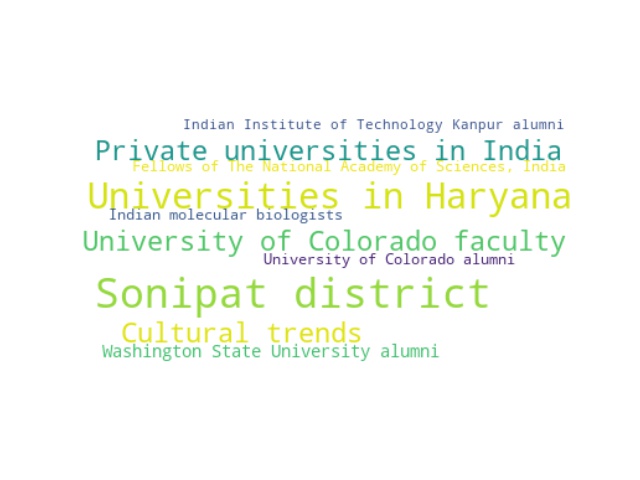 Indian Institute of Technology Kanpur alumni
Private universities in India
Fellows of The National Academy of Sciences, India
Universities in Haryana
Indian molecular biologists
University of Colorado faculty
University of Colorado alumni
Sonipat district
Cultural trends
Washington State University alumni